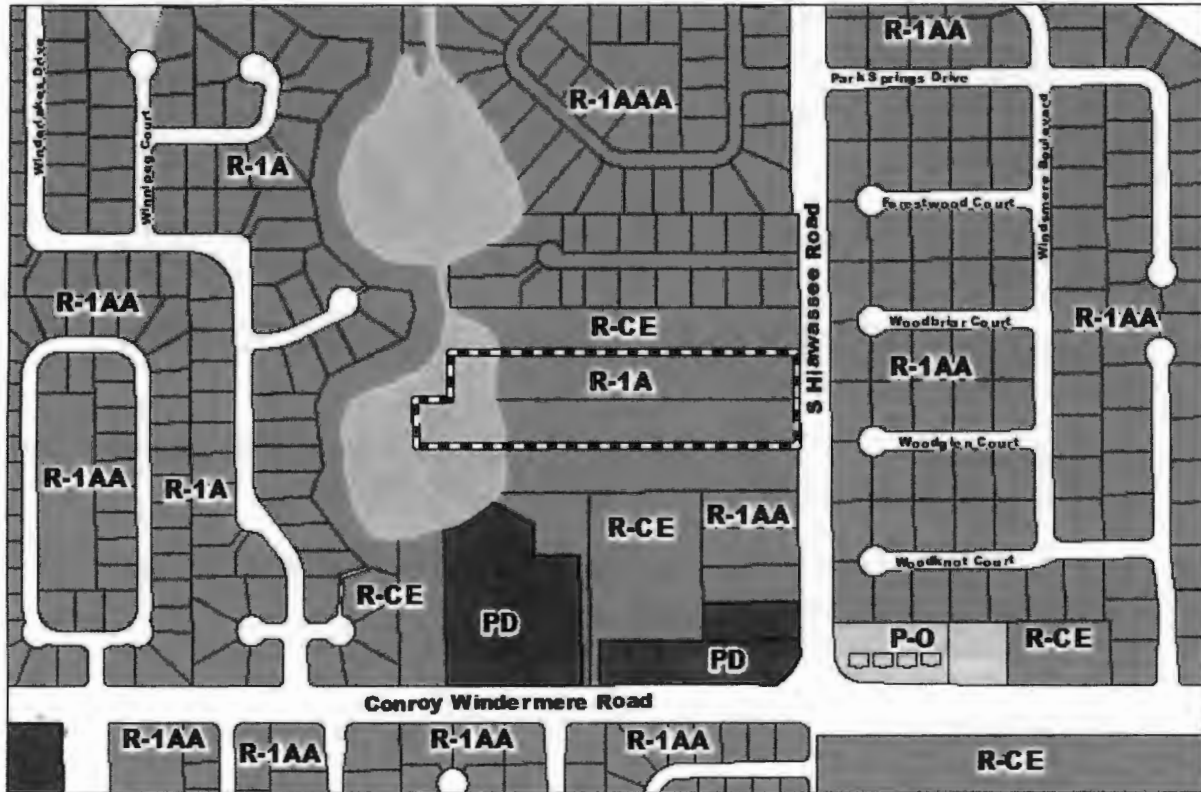 R-1AA
Park Springs Drive
Winderlakes Drive
Winnipeg Court
R-1AAA
R-1A
Forestwood Court
Windsmere Boulevard
S Hiawassee Road
R-1AA
R-CE
Woodbriar Court
R-1AA
R-1A
R-1AA
Woodglen Court
R-1AA
R-1A
R-CE
R-1AA
Woodknot Court
R-CE
PD
P-O
R-CE
PD
Conroy Windermere Road
R-1AA
R-1AA
R-1AA
R-1AA
R-CE